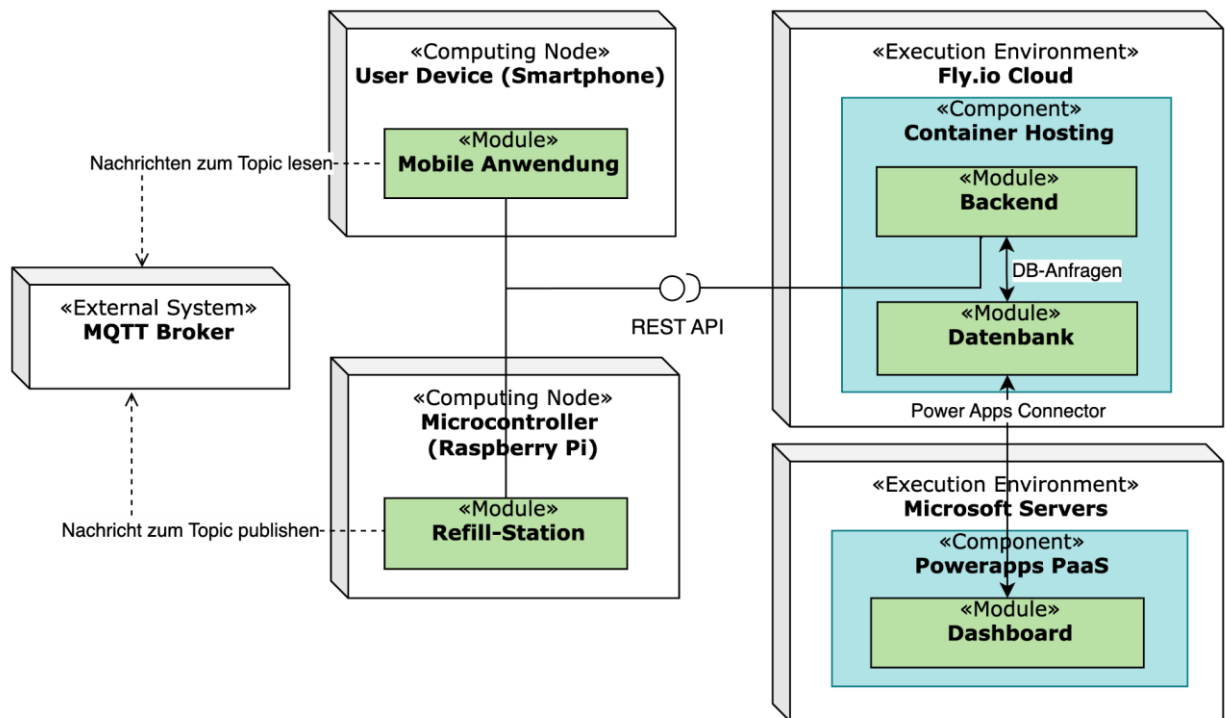 «Computing Node»
User Device (Smartphone)
«Module»
Mobile Anwendung
Nachrichten zum Topic lesen
«External System»
MQTT Broker
«Computing Node»
Microcontroller
(Raspberry Pi)
«Module»
Refill-Station
Nachricht zum Topic publishen
REST API
«Execution Environment»
Fly.io Cloud
«Component»
Container Hosting
«Module»
Backend
DB-Anfragen
«Module»
Datenbank
Power Apps Connector
«Execution Environment»
Microsoft Servers
«Component»
Powerapps PaaS
«Module»
Dashboard